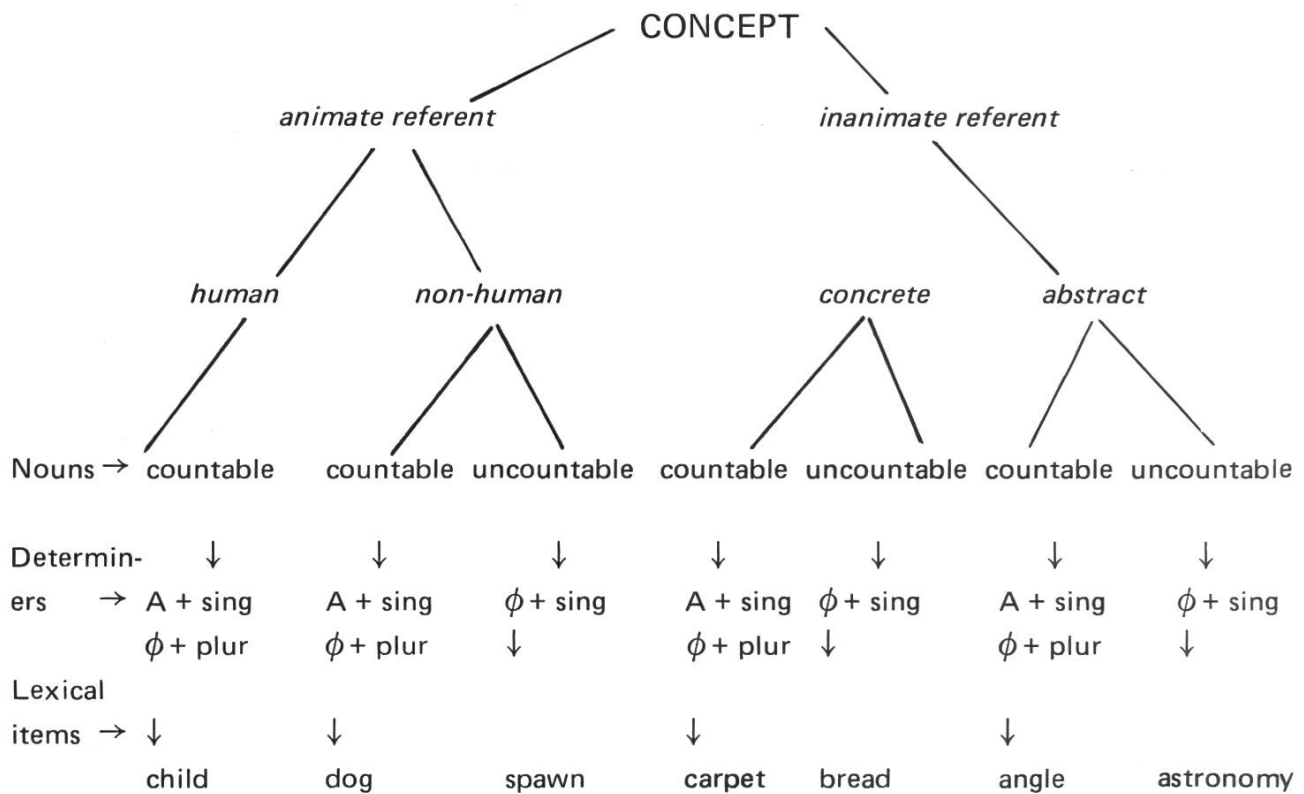 CONCEPT
animate referent inanimate referent
human non-human concrete abstract
Nouns → countable countable uncountable countable uncountable countable uncountable
Determin- ↓ ↓ ↓ ↓ ↓ ↓ ↓
ers → A + sing A + sing ϕ + sing A + sing ϕ + sing A + sing ϕ + sing
ϕ + plur ϕ + plur ↓ ϕ + plur ↓ ϕ + plur ↓
Lexical
items → ↓ ↓ ↓ ↓
child dog spawn carpet bread angle astronomy